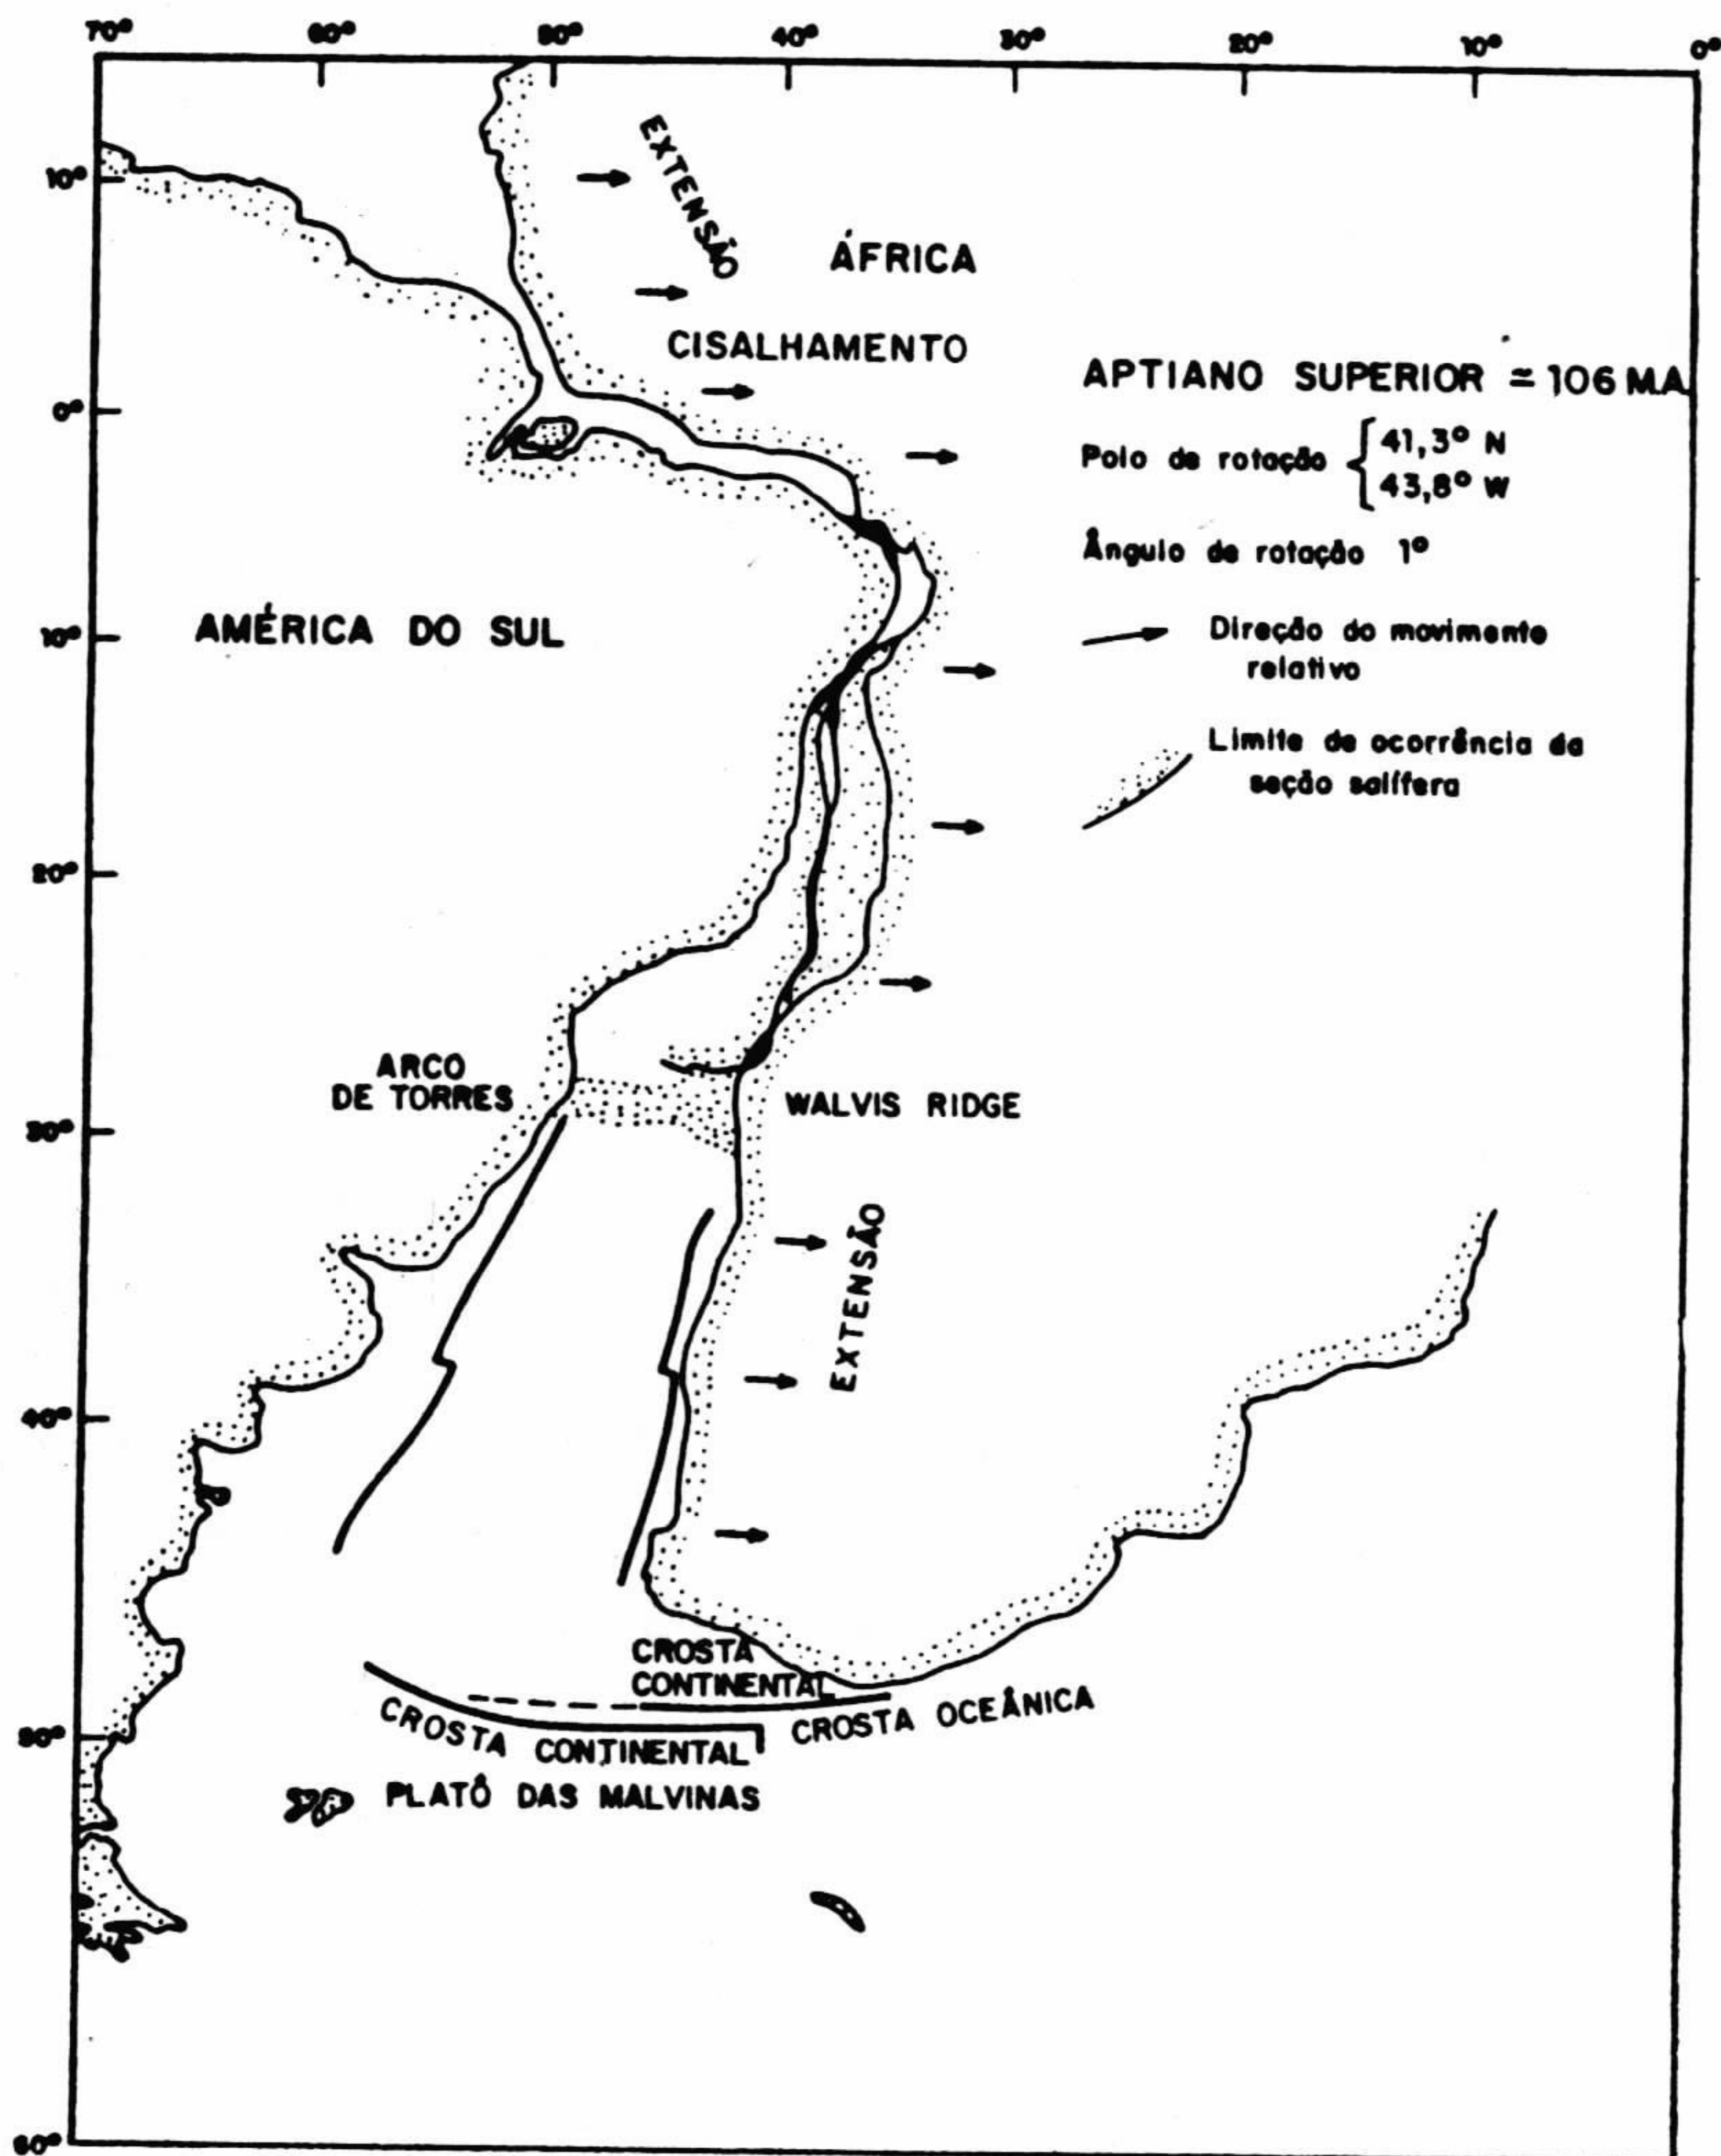 70° 60° 50° 40° 30° 20° 10° 0°
EXTENSÃO
10°
ÁFRICA
CISALHAMENTO
APTIANO SUPERIOR = 106 M.A.
0°
Polo de rotação { 41,3° N
43,8° W
Ângulo de rotação 1°
AMÉRICA DO SUL
10°
Direção do movimento
relativo
Limite de ocorrência da
seção salífera
20°
ARCO
DE TORRES
WALVIS RIDGE
30°
EXTENSÃO
40°
CROSTA
CONTINENTAL
CROSTA OCEÂNICA
CROSTA CONTINENTAL
50°
PLATÔ DAS MALVINAS
60°